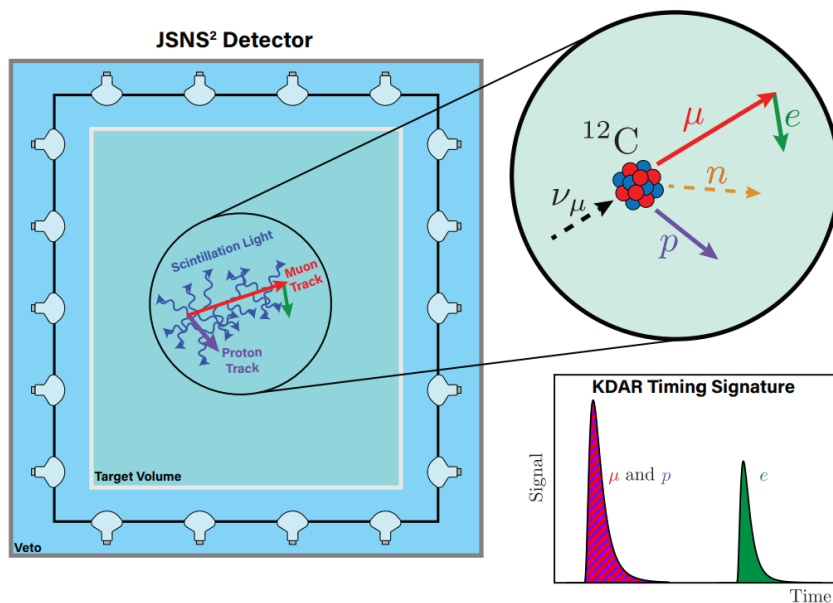 JSNS² Detector
Scintillation Light
Muon
Track
Proton
Track
Target Volume
Veto
¹²C
μ
e
n
ν_μ
p
KDAR Timing Signature
Signal
μ and p
e
Time